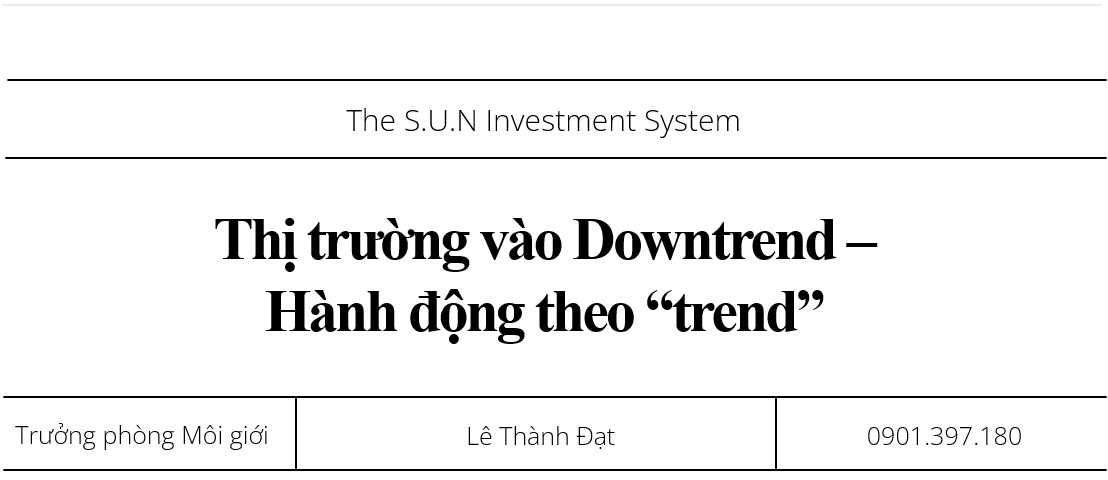 The S.U.N Investment System
Thị trường vào Downtrend –
Hành động theo “trend”
Trưởng phòng Môi giới
Lê Thành Đạt
0901.397.180